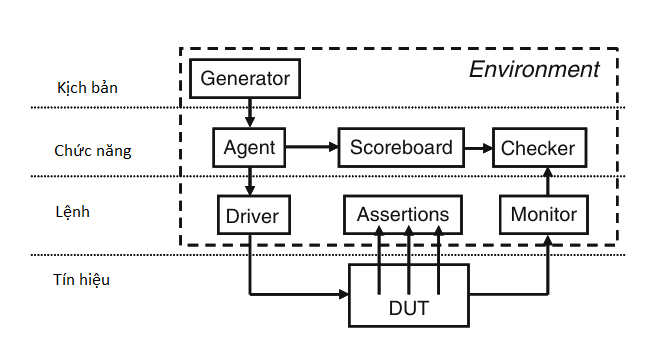 Environment
Kịch bản
Generator
Chức năng
Agent
Scoreboard
Checker
Lệnh
Driver
Assertions
Monitor
Tín hiệu
DUT